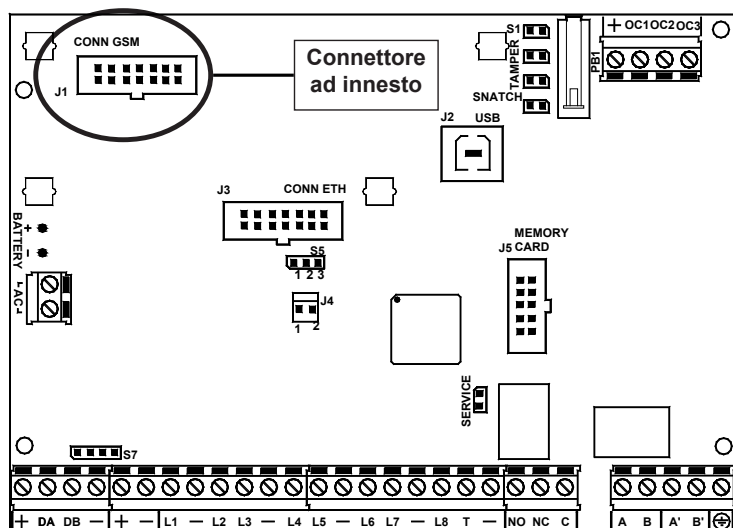 CONN GSM
J1
Connettore
ad innesto
S1
TAMPER
SNATCH
PB1
+ OC1 OC2 OC3
J2 USB
J3 CONN ETH
S5
1 2 3
J4
1 2
MEMORY
CARD
J5
BATTERY
+
-
AC
SERVICE
S7
+ DA DB - + - L1 - L2 L3 - L4 L5 - L6 L7 - L8 T - NO NC C A B A' B'